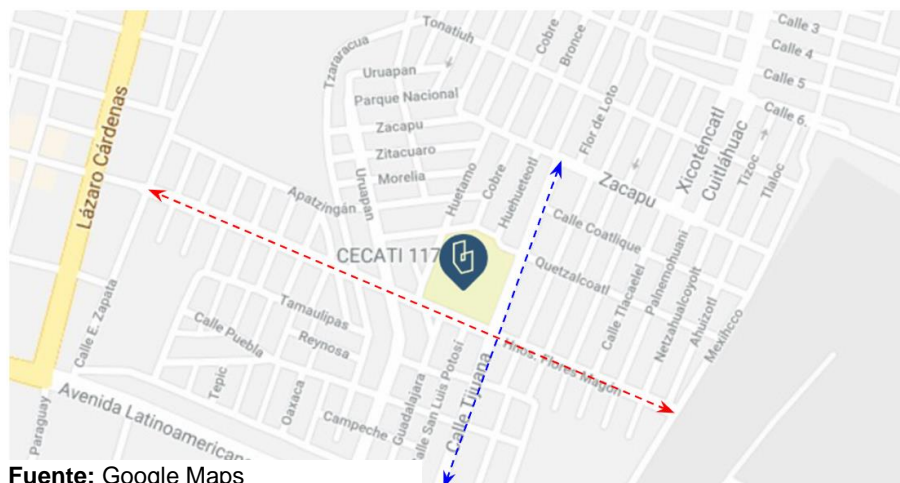 Calle 3
Calle 4
Calle 5
Calle 6.
Tonatiuh
Cobre
Bronce
Tzararacua
Uruapan
Parque Nacional
Zacapu
Zitacuaro
Morelia
Uruapan
Apatzingán
Huetamo
Cobre
Huehueteotl
Flor de Loto
Zacapu
Xicoténcatl
Cuitláhuac
Tizoc
Tlaloc
Lázaro Cárdenas
CECATI 117
Calle Coatlique
Quetzalcoatl
Calle Tlacaelel
Palnemohuani
Netzahualcoyolt
Ahuizotl
Mexihcco
Calle E. Zapata
Tamaulipas
Reynosa
Calle Puebla
Tepic
Oaxaca
Campeche
Guadalajara
Calle San Luis Potosí
Calle Tijuana
Hnos. Flores Magón
Paraguay
Avenida Latinoamericana
Fuente: Google Maps